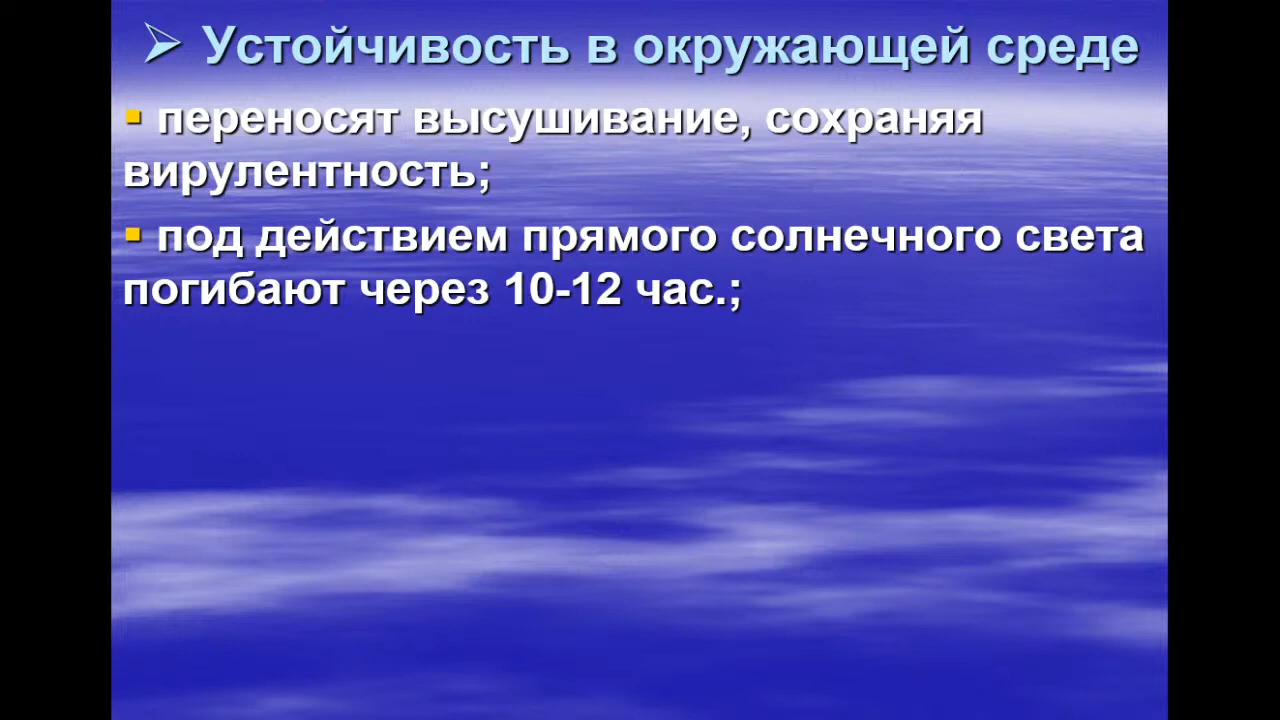 Устойчивость в окружающей среде
переносят высушивание, сохраняя
вирулентность;
под действием прямого солнечного света
погибают через 10-12 час.;